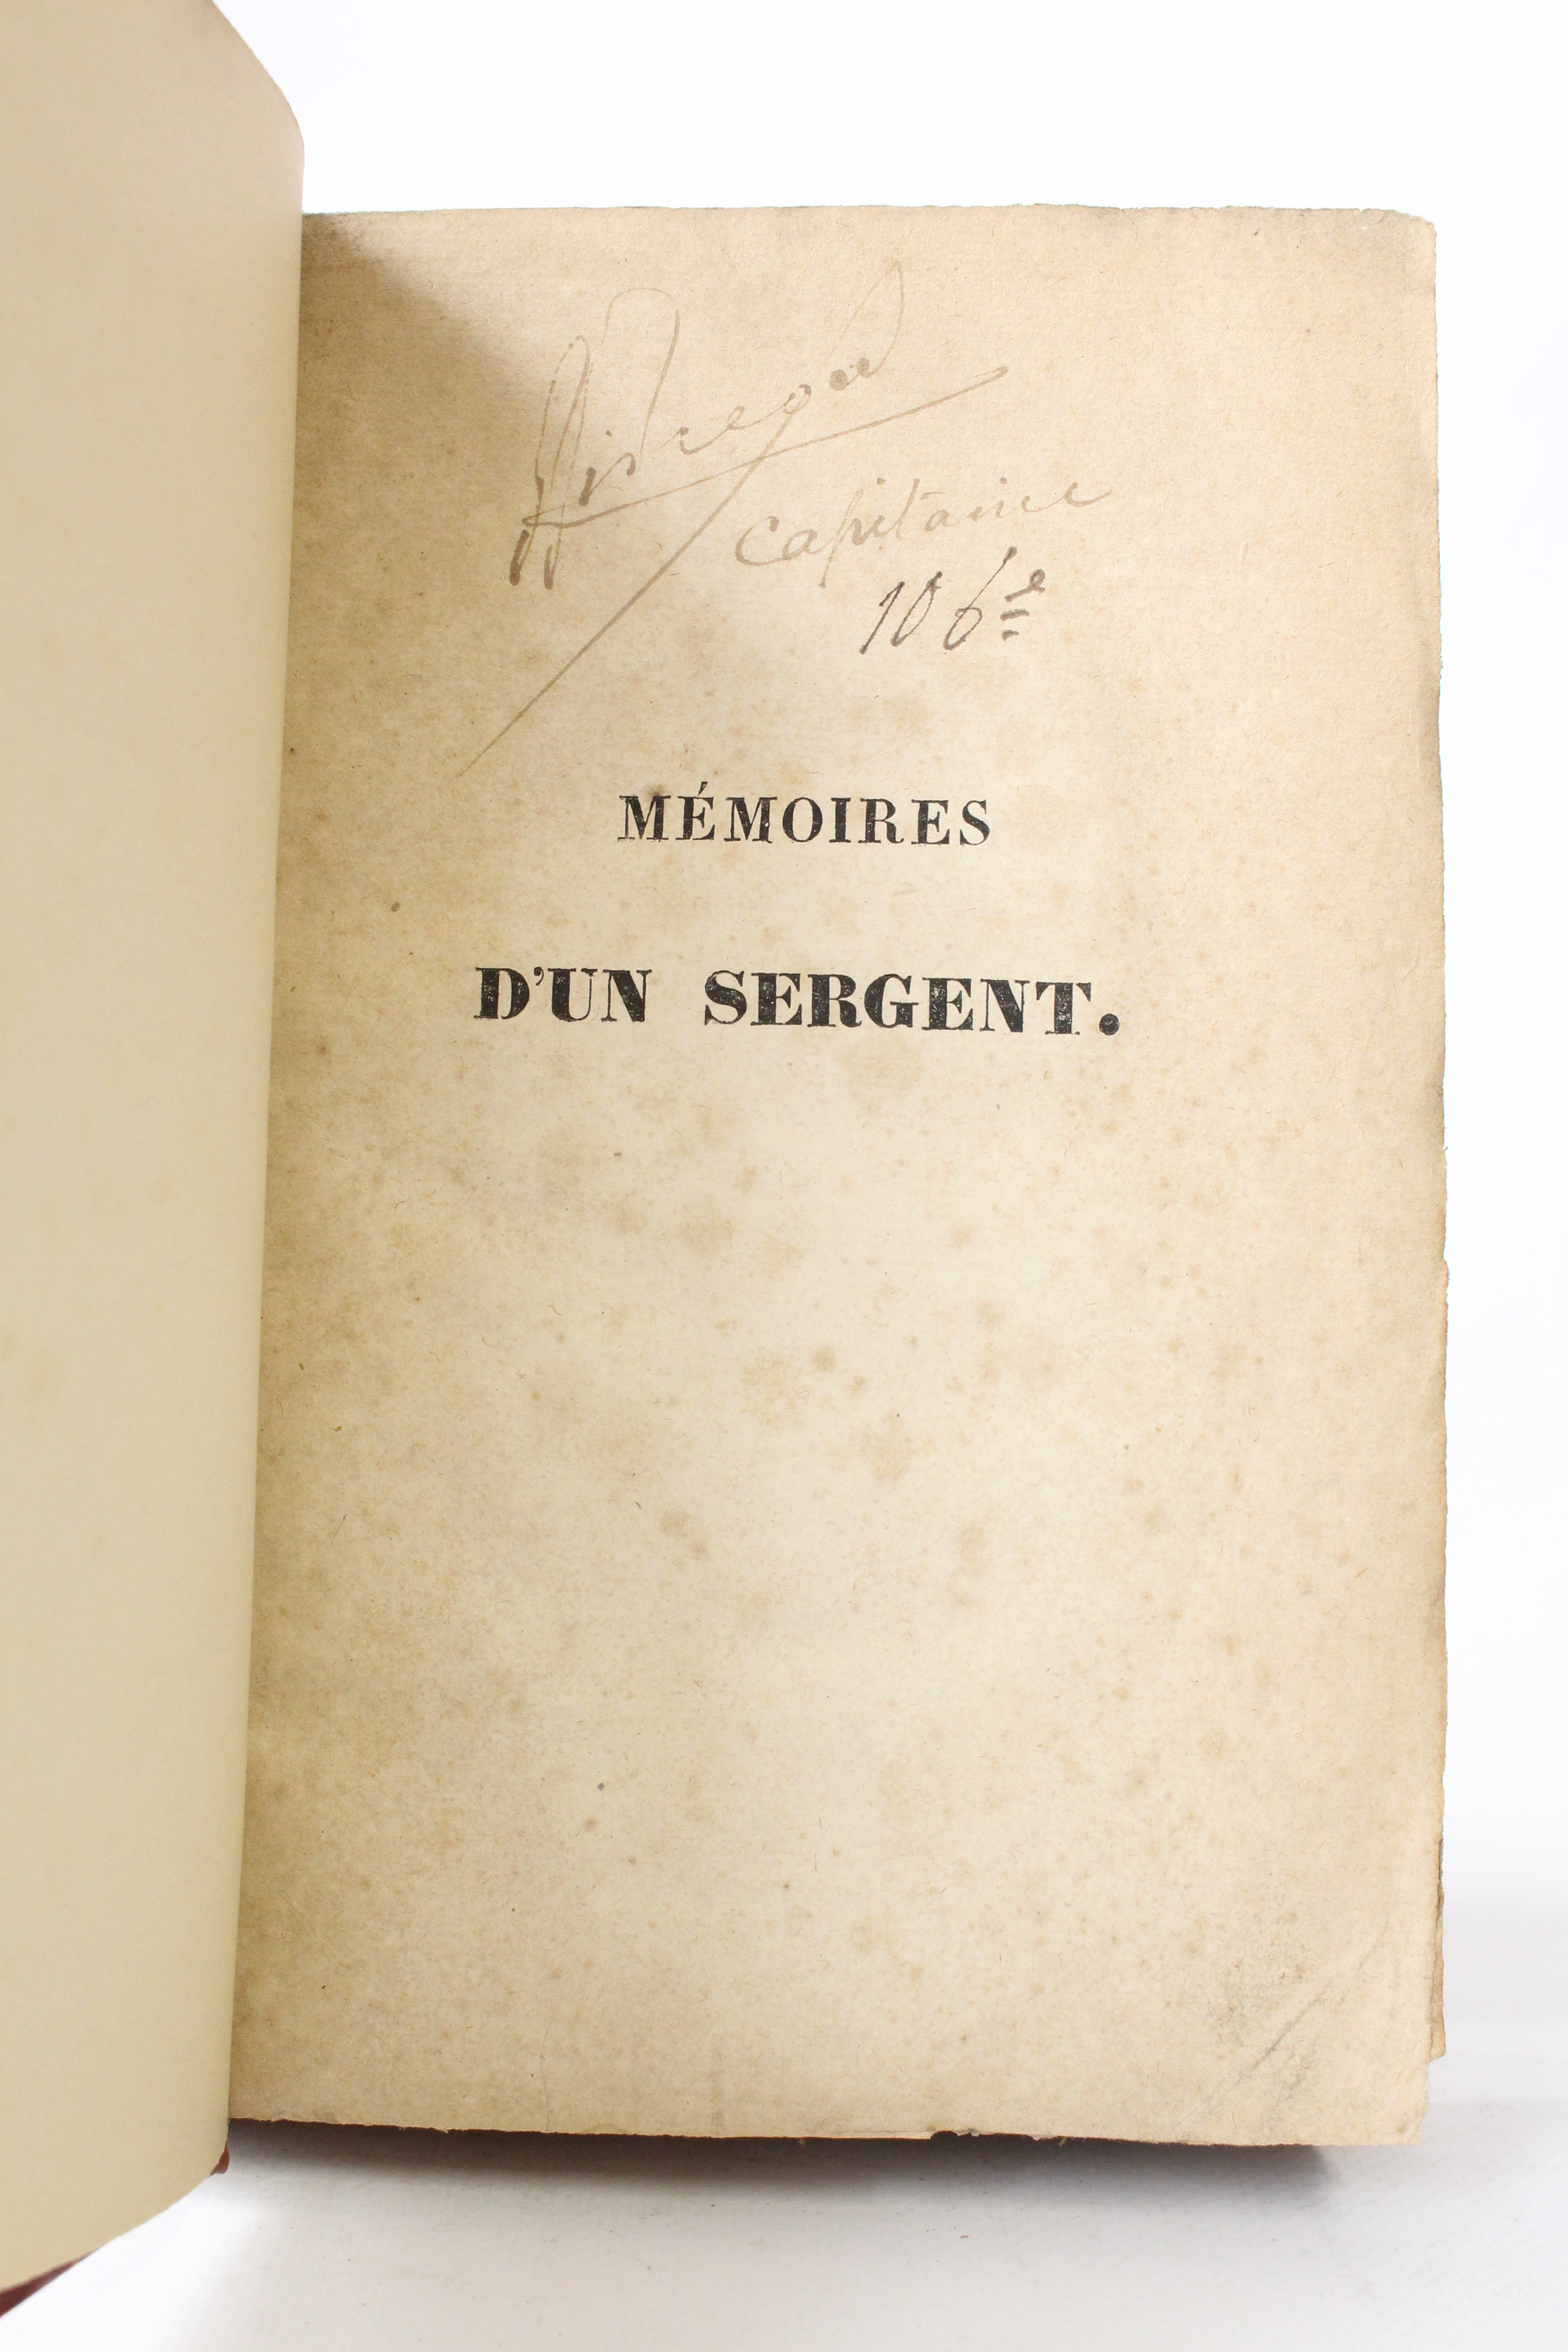 Capitaine
106e
MÉMOIRES
D'UN SERGENT.